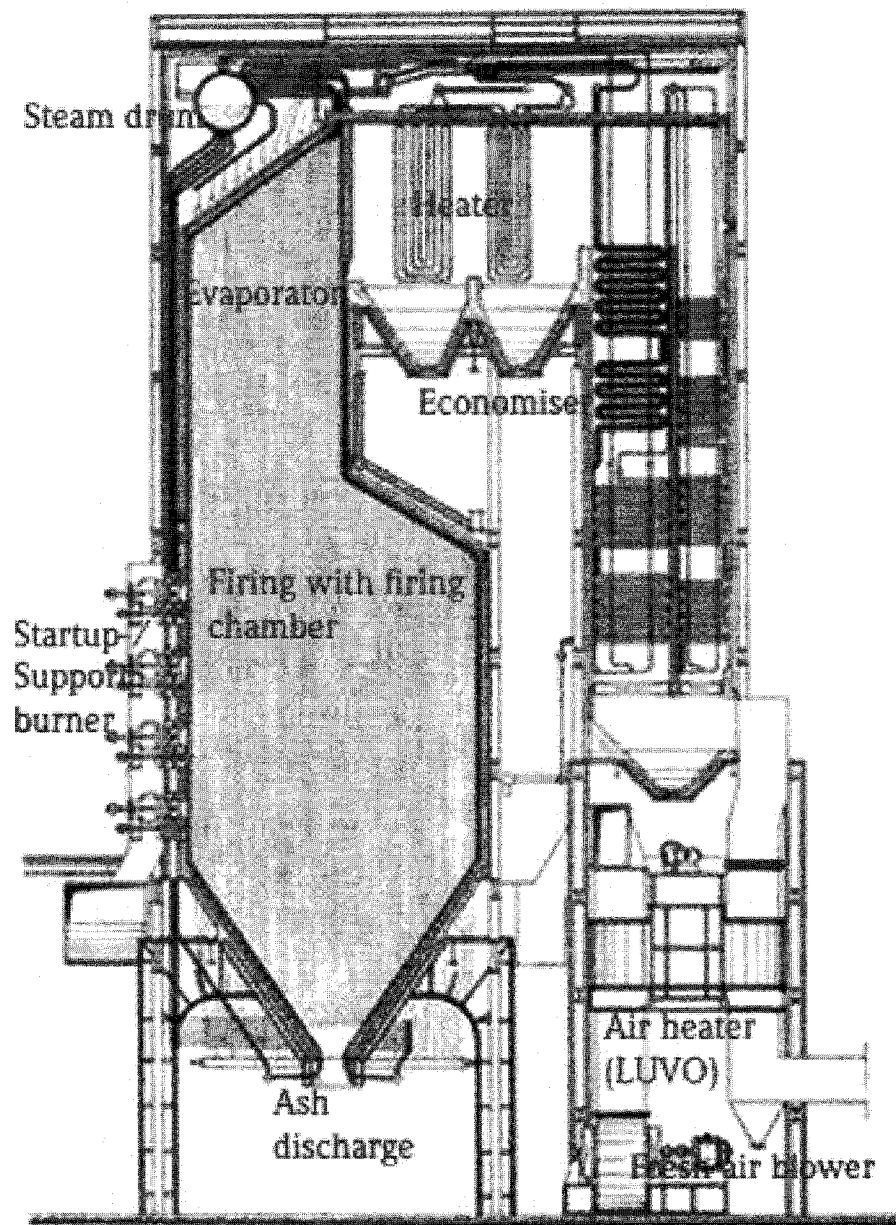 Steam drum
Heater
Evaporator
Economise
Firing with firing
chamber
Startup-/
Support
burner
Air heater
(LUVO)
Ash
discharge
Fresh air blower